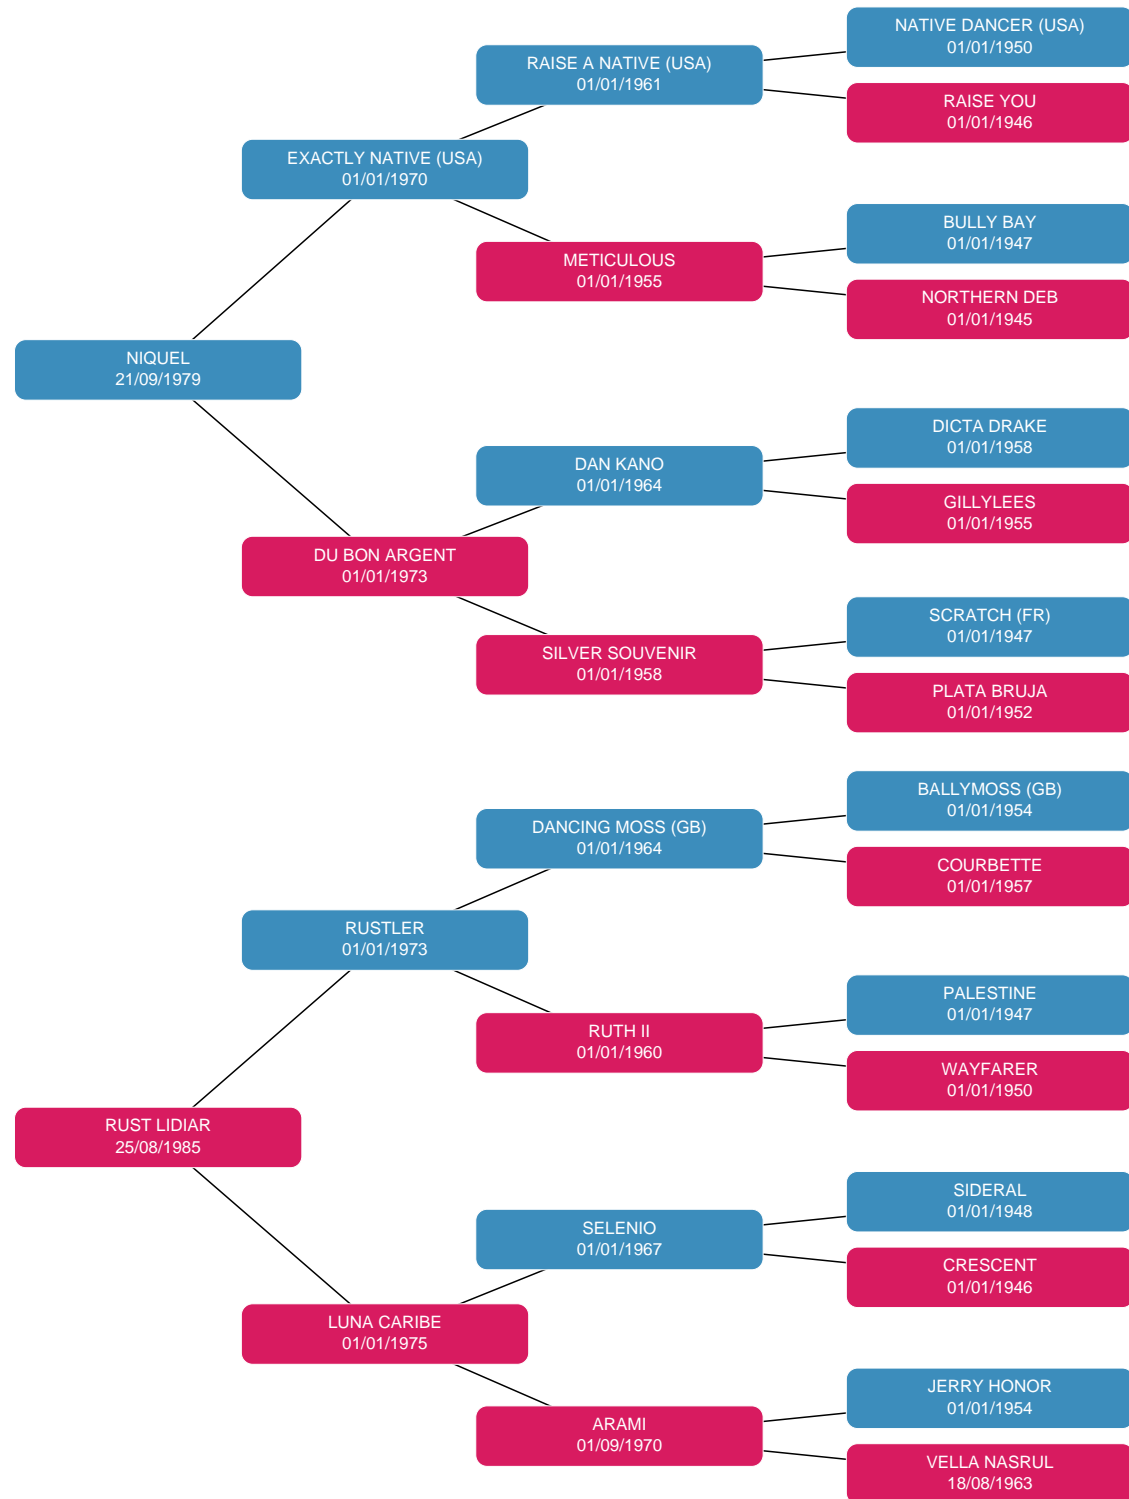 NATIVE DANCER (USA)
01/01/1950
RAISE A NATIVE (USA)
01/01/1961
RAISE YOU
01/01/1946
EXACTLY NATIVE (USA)
01/01/1970
BULLY BAY
01/01/1947
METICULOUS
01/01/1955
NORTHERN DEB
01/01/1945
NIQUEL
21/09/1979
DICTA DRAKE
01/01/1958
DAN KANO
01/01/1964
GILLYLEES
01/01/1955
DU BON ARGENT
01/01/1973
SCRATCH (FR)
01/01/1947
SILVER SOUVENIR
01/01/1958
PLATA BRUJA
01/01/1952
BALLYMOSS (GB)
01/01/1954
DANCING MOSS (GB)
01/01/1964
COURBETTE
01/01/1957
RUSTLER
01/01/1973
PALESTINE
01/01/1947
RUTH II
01/01/1960
WAYFARER
01/01/1950
RUST LIDIAR
25/08/1985
SIDERAL
01/01/1948
SELENIO
01/01/1967
CRESCENT
01/01/1946
LUNA CARIBE
01/01/1975
JERRY HONOR
01/01/1954
ARAMI
01/09/1970
VELLA NASRUL
18/08/1963